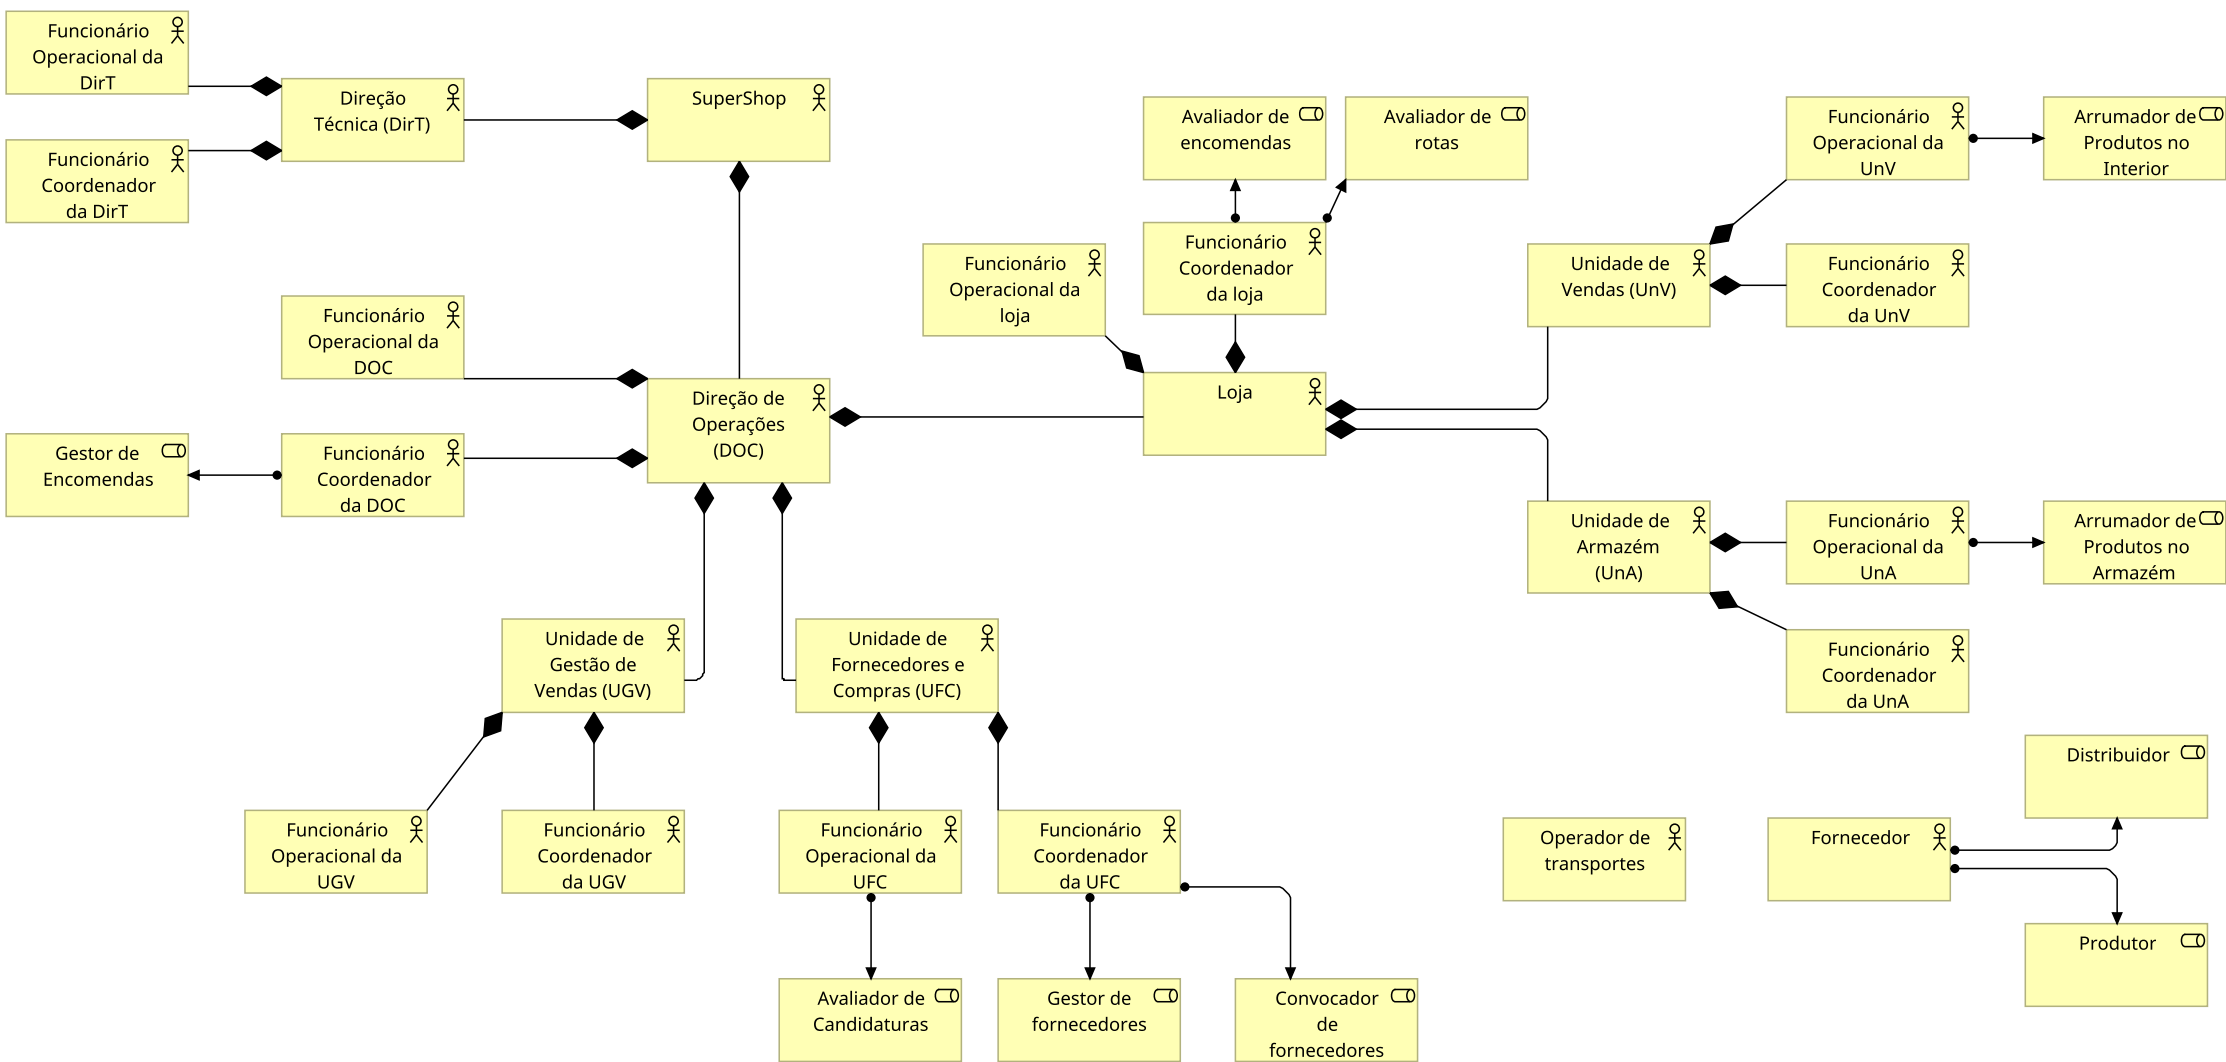 Funcionário
Operacional da
DirT
Direção
Técnica (DirT)
SuperShop
Funcionário
Coordenador
da DirT
Avaliador de
encomendas
Avaliador de
rotas
Funcionário
Operacional da
UnV
Arrumador de
Produtos no
Interior
Funcionário
Operacional da
loja
Funcionário
Coordenador
da loja
Unidade de
Vendas (UnV)
Funcionário
Coordenador
da UnV
Funcionário
Operacional da
DOC
Direção de
Operações
(DOC)
Loja
Gestor de
Encomendas
Funcionário
Coordenador
da DOC
Unidade de
Armazém
(UnA)
Funcionário
Operacional da
UnA
Arrumador de
Produtos no
Armazém
Unidade de
Gestão de
Vendas (UGV)
Unidade de
Fornecedores e
Compras (UFC)
Funcionário
Coordenador
da UnA
Distribuidor
Funcionário
Operacional da
UGV
Funcionário
Coordenador
da UGV
Funcionário
Operacional da
UFC
Funcionário
Coordenador
da UFC
Operador de
transportes
Fornecedor
Produtor
Avaliador de
Candidaturas
Gestor de
fornecedores
Convocador
de
fornecedores